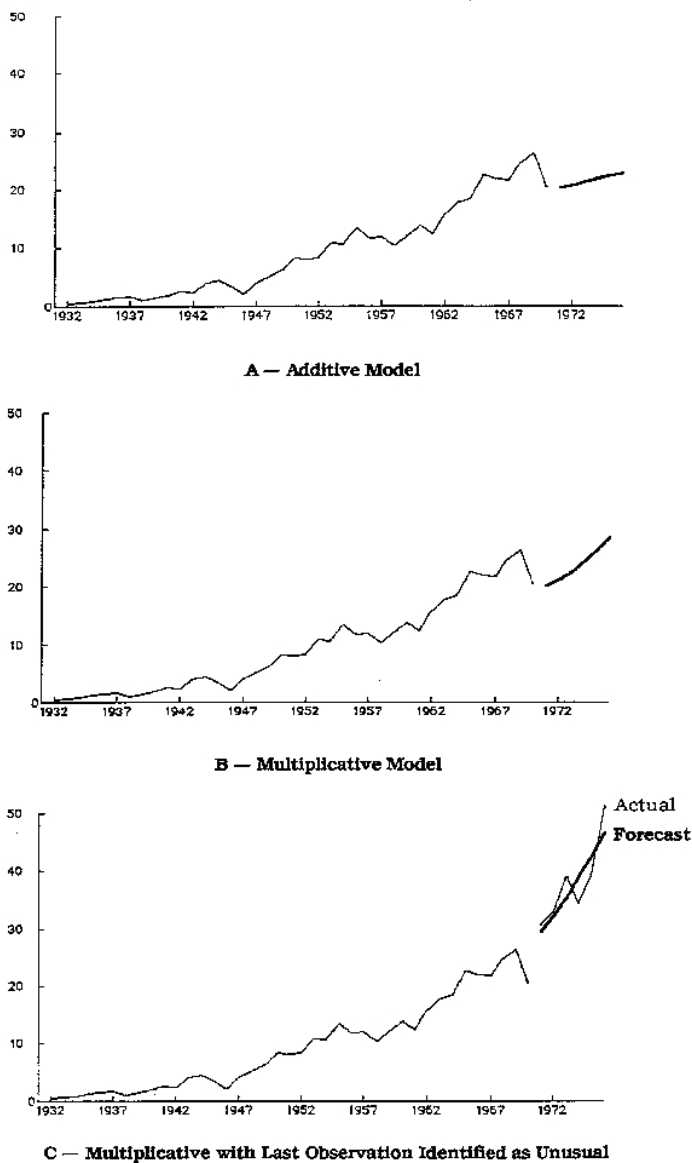 50
40
30
20
10
0
1932 1937 1942 1947 1952 1957 1962 1967 1972
A — Additive Model
50
40
30
20
10
0
1932 1937 1942 1947 1952 1957 1962 1967 1972
B — Multiplicative Model
50
40
30
20
10
0
1932 1937 1942 1947 1952 1957 1962 1967 1972
Actual
Forecast
C — Multiplicative with Last Observation Identified as Unusual